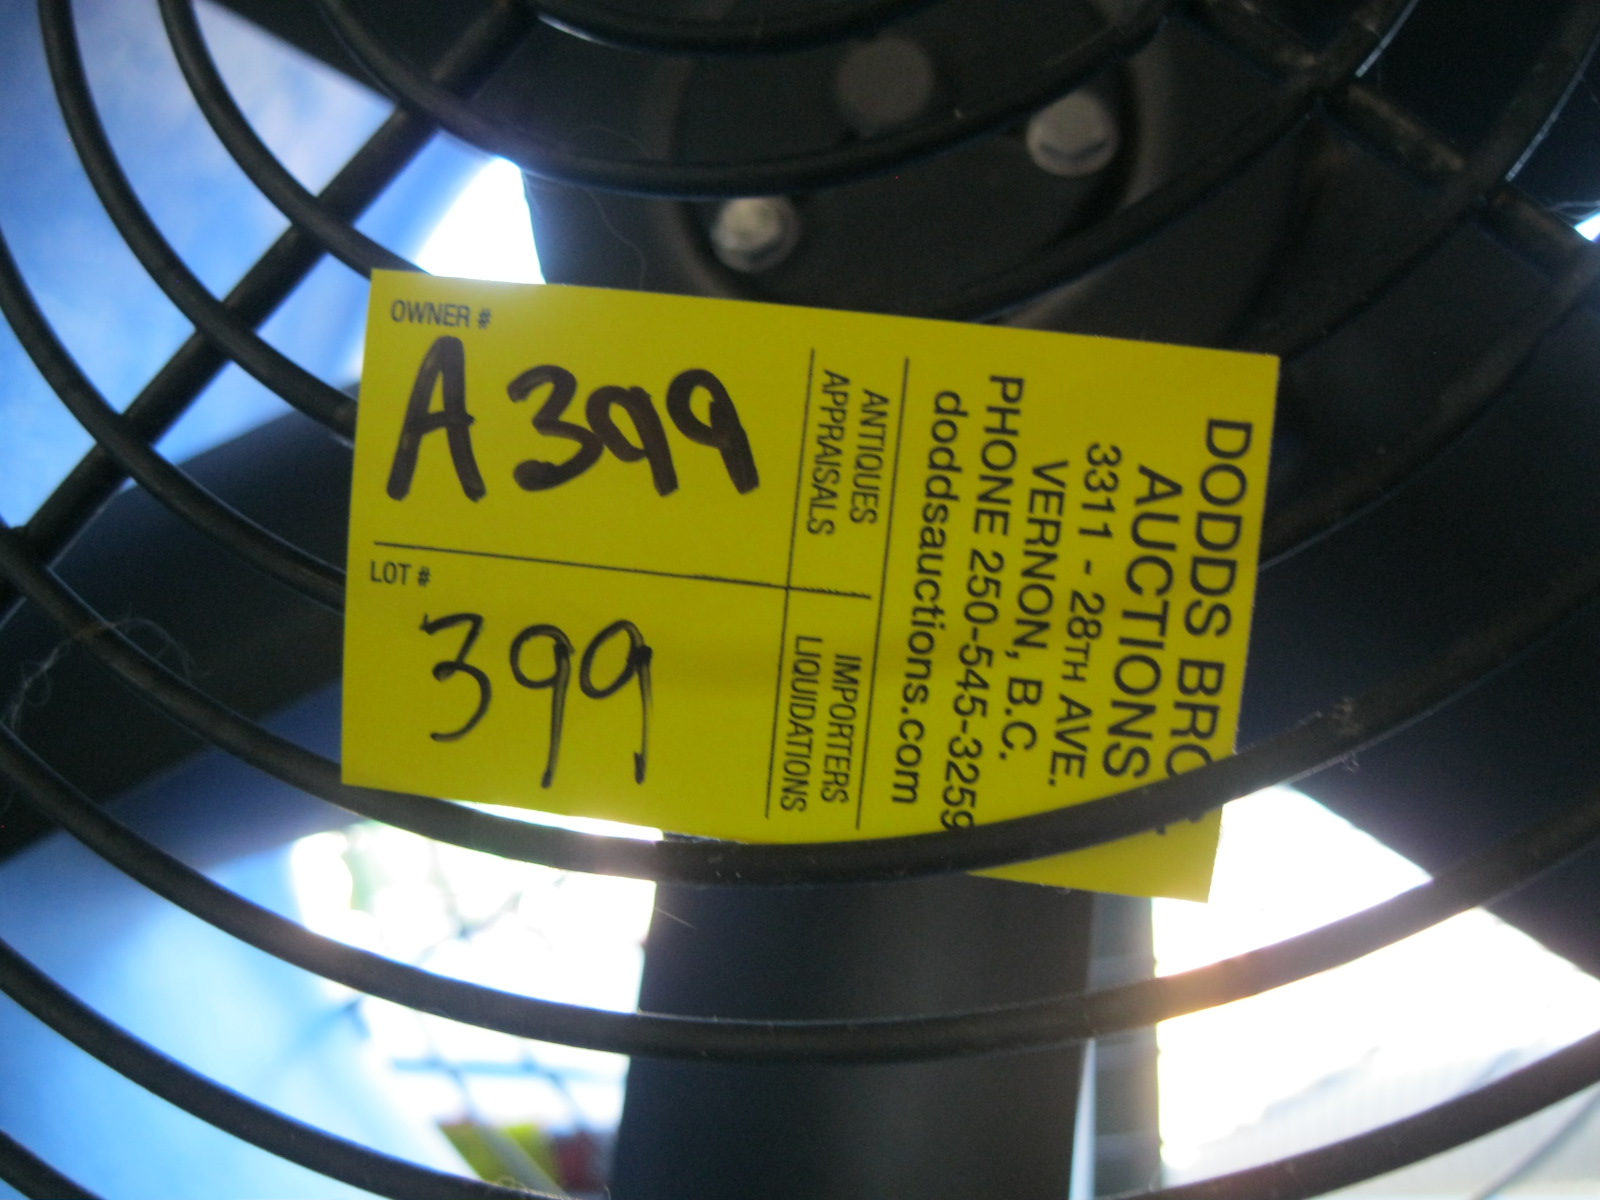 OWNER #
A399
LOT #
399
ANTIQUES
APPRAISALS
IMPORTERS
LIQUIDATIONS
DODDS
AUCTIONS
3311 - 28TH AVE.
VERNON, B.C.
PHONE 250-545-3259
doddsauctions.com